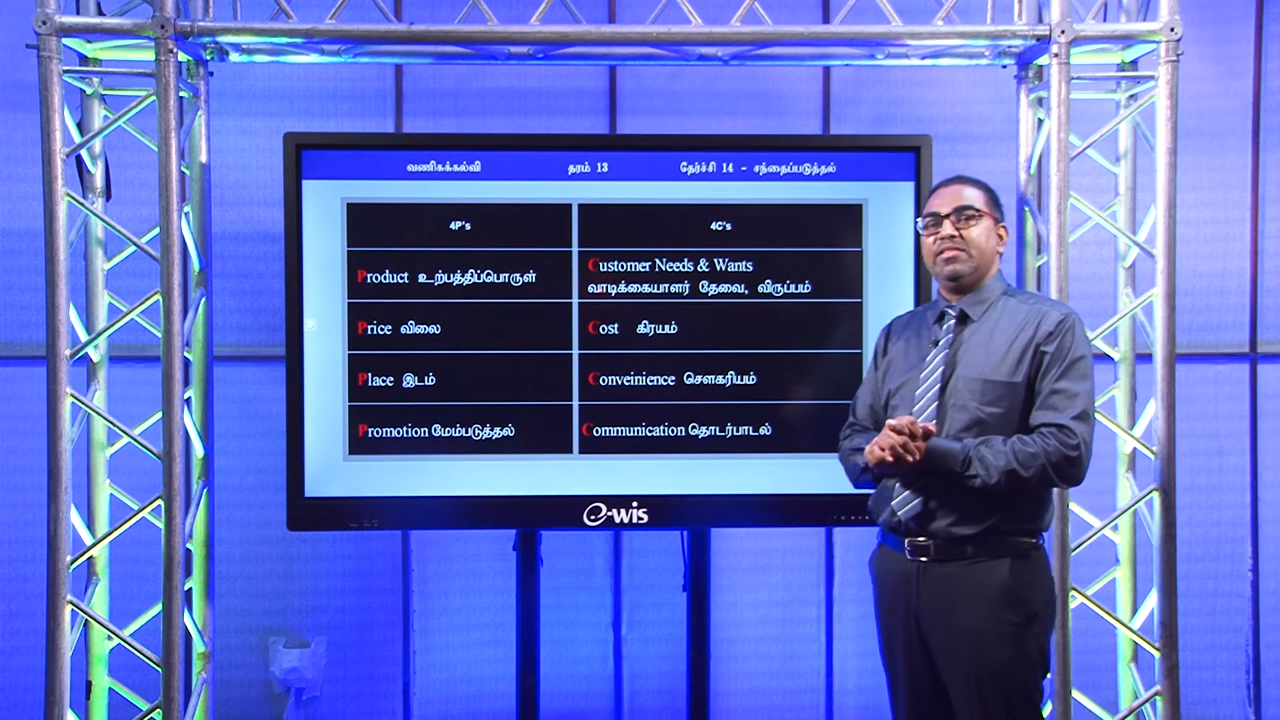 வணிகக்கல்வி தரம் 13 தேர்ச்சி 14 - சந்தைப்படுத்தல்
4P's 4C's
Product உற்பத்திப்பொருள்
Customer Needs & Wants
வாடிக்கையாளர் தேவை, விருப்பம்
Price விலை
Cost கிரயம்
Place இடம்
Conveinience சௌகரியம்
Promotion மேம்படுத்தல்
Communication தொடர்பாடல்
e-wis